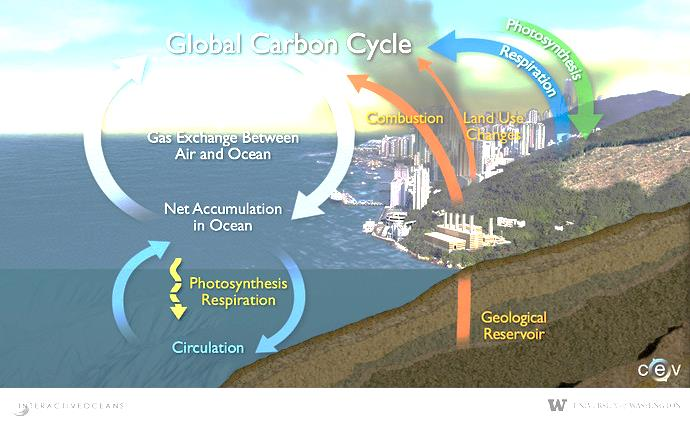 Global Carbon Cycle
Photosynthesis
Respiration
Combustion
Land Use
Changes
Gas Exchange Between
Air and Ocean
Net Accumulation
in Ocean
Photosynthesis
Respiration
Geological
Reservoir
Circulation
cev
INTERACTIVEOCEANS
W UNIVERSITY of WASHINGTON